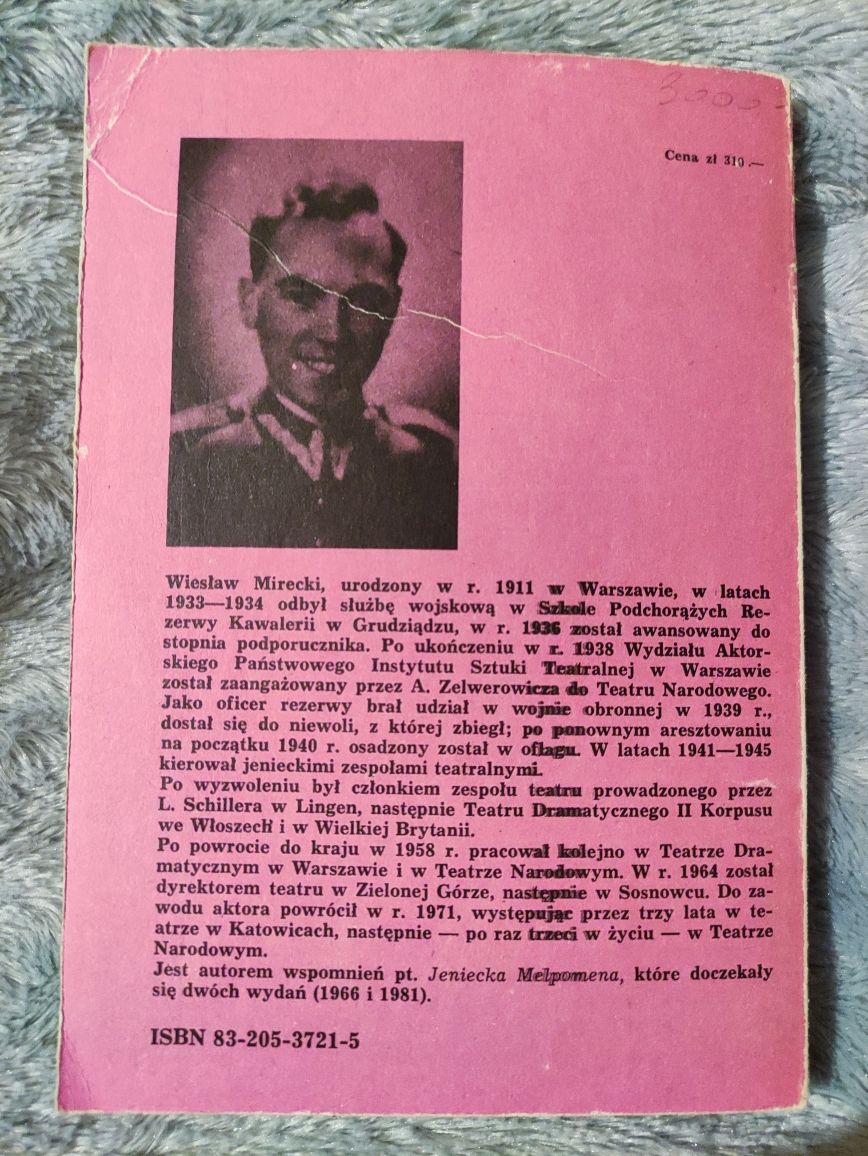 3000-
Cena zł 310.—
Wiesław Mirecki, urodzony w r. 1911 w Warszawie, w latach
1933—1934 odbył służbę wojskową w Szkole Podchorążych Re-
zerwy Kawalerii w Grudziądzu, w r. 1936 został awansowany do
stopnia podporucznika. Po ukończeniu w r. 1938 Wydziału Aktor-
skiego Państwowego Instytutu Sztuki Teatralnej w Warszawie
został zaangażowany przez A. Zelwerowicza do Teatru Narodowego.
Jako oficer rezerwy brał udział w wojnie obronnej w 1939 r.,
dostał się do niewoli, z której zbiegł; po ponownym aresztowaniu
na początku 1940 r. osadzony został w oflagu. W latach 1941—1945
kierował jenieckimi zespołami teatralnymi.
Po wyzwoleniu był członkiem zespołu teatru prowadzonego przez
L. Schillera w Lingen, następnie Teatru Dramatycznego II Korpusu
we Włoszech i w Wielkiej Brytanii.
Po powrocie do kraju w 1958 r. pracował kolejno w Teatrze Dra-
matycznym w Warszawie i w Teatrze Narodowym. W r. 1964 został
dyrektorem teatru w Zielonej Górze, następnie w Sosnowcu. Do za-
wodu aktora powrócił w r. 1971, występując przez trzy lata w te-
atrze w Katowicach, następnie — po raz trzeci w życiu — w Teatrze
Narodowym.
Jest autorem wspomnień pt. Jeniecka Melpomena, które doczekały
się dwóch wydań (1966 i 1981).
ISBN 83-205-3721-5